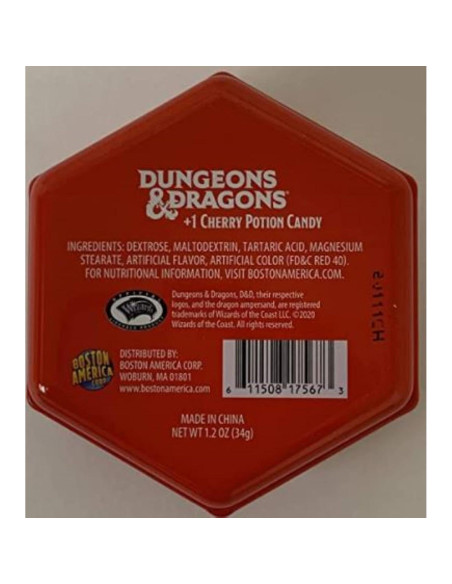 DUNGEONS
& DRAGONS®
+1 CHERRY POTION CANDY
INGREDIENTS: DEXTROSE, MALTODEXTRIN, TARTARIC ACID, MAGNESIUM
STEARATE, ARTIFICIAL FLAVOR, ARTIFICIAL COLOR (FD&C RED 40).
FOR NUTRITIONAL INFORMATION, VISIT BOSTONAMERICA.COM.
Dungeons & Dragons, D&D, their respective
logos, and the dragon ampersand, are registered
trademarks of Wizards of the Coast LLC. ©2020
Wizards of the Coast. All rights reserved.
Wizards
BOSTON
AMERICA
CORP.
DISTRIBUTED BY:
BOSTON AMERICA CORP.
WOBURN, MA 01801
www.bostonamerica.com
6 11508 17567 3
MADE IN CHINA
NET WT 1.2 OZ (34g)